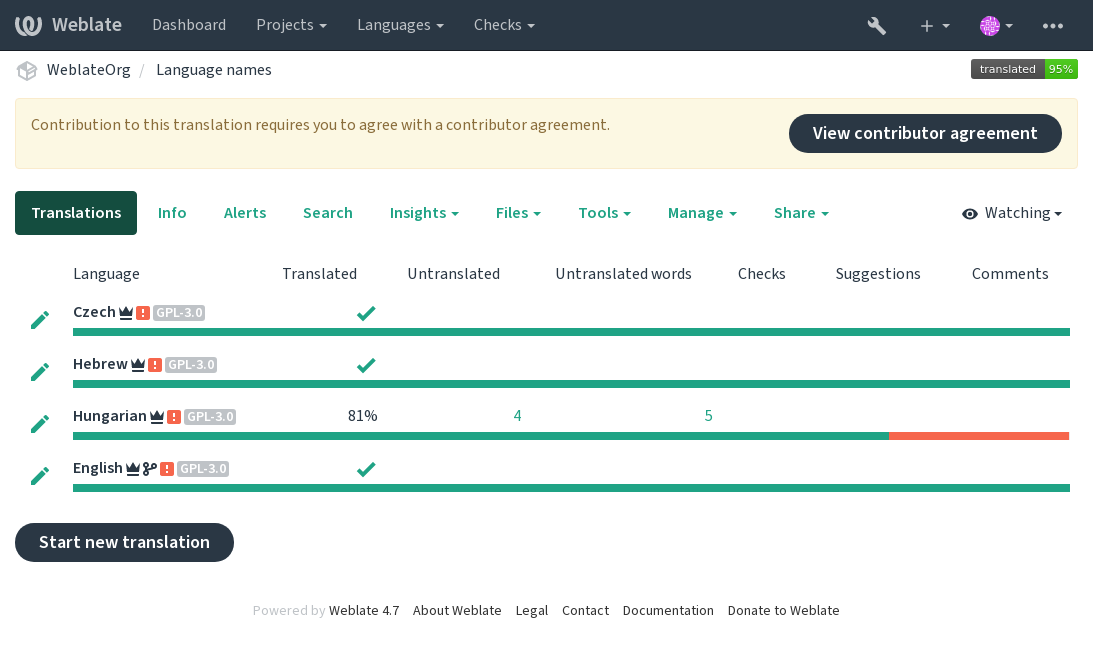 Weblate Dashboard Projects Languages Checks
WeblateOrg / Language names translated 95%
Contribution to this translation requires you to agree with a contributor agreement. View contributor agreement
Translations Info Alerts Search Insights Files Tools Manage Share Watching
Language Translated Untranslated Untranslated words Checks Suggestions Comments
Czech GPL-3.0
Hebrew GPL-3.0
Hungarian GPL-3.0 81% 4 5
English GPL-3.0
Start new translation
Powered by Weblate 4.7 About Weblate Legal Contact Documentation Donate to Weblate